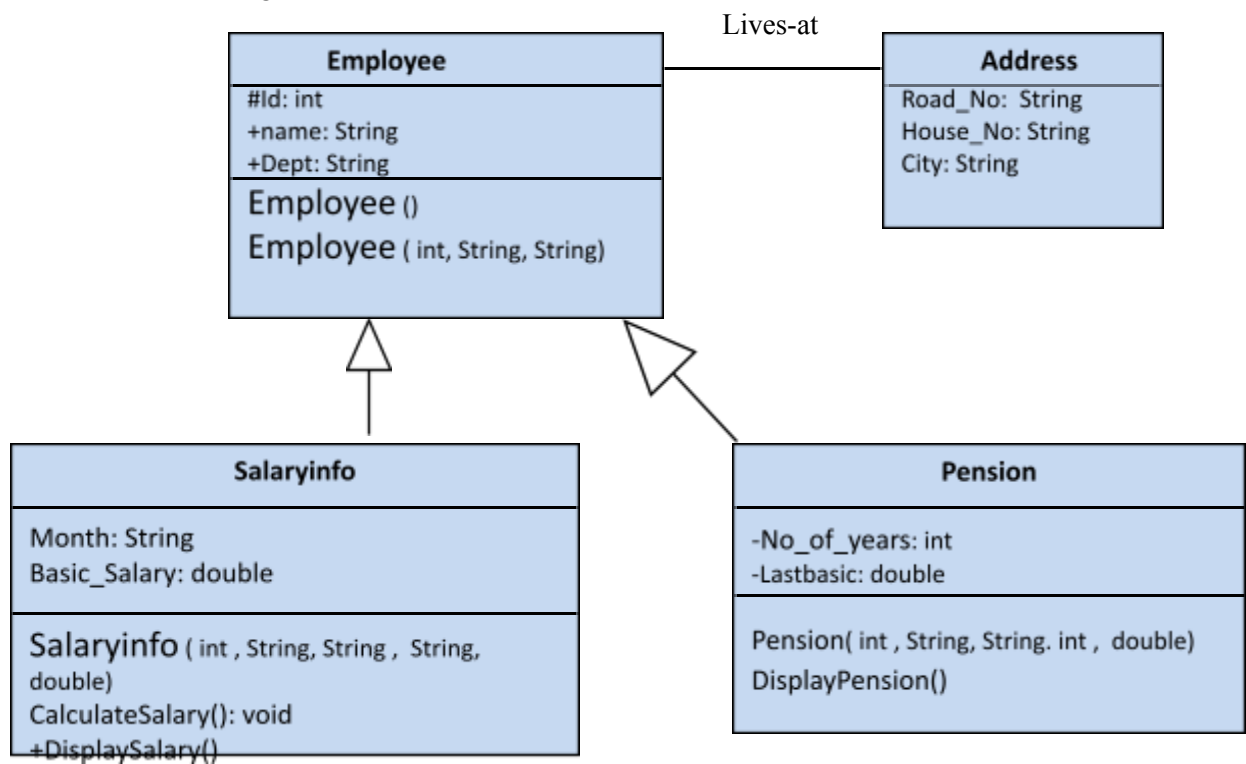 Lives-at
Employee
#Id: int
+name: String
+Dept: String
Employee ()
Employee ( int, String, String)
Address
Road_No:  String
House_No: String
City: String
Salaryinfo
Month: String
Basic_Salary: double
Salaryinfo ( int , String, String ,  String,
double)
CalculateSalary(): void
+DisplaySalary()
Pension
-No_of_years: int
-Lastbasic: double
Pension( int , String, String. int ,  double)
DisplayPension()